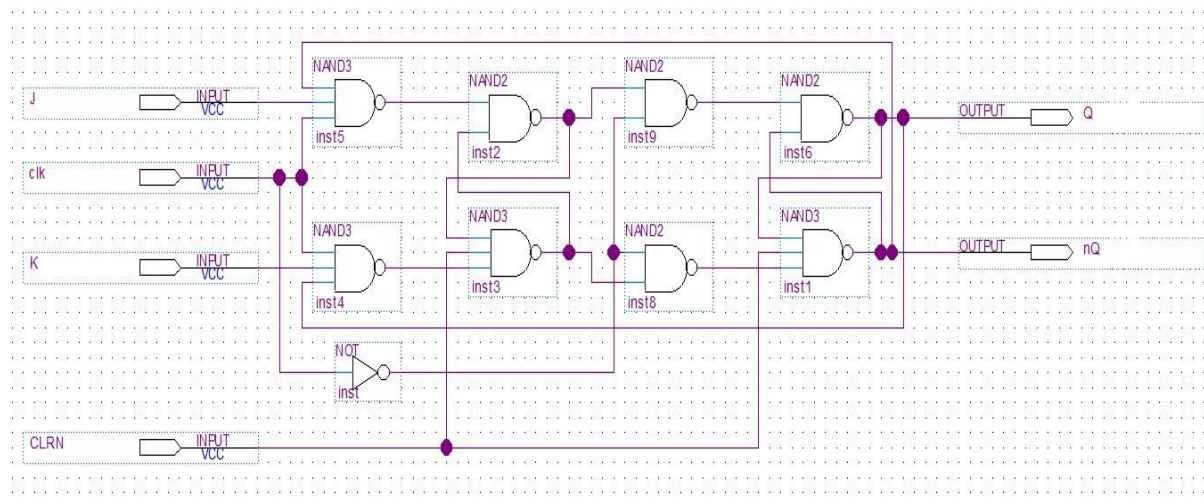 NAND3
NAND2
NAND2
NAND2
J
INPUT
VCC
OUTPUT
Q
inst5
inst2
inst9
inst6
clk
INPUT
VCC
NAND3
NAND3
NAND2
NAND3
K
INPUT
VCC
OUTPUT
nQ
inst4
inst3
inst8
inst1
NOT
inst
CLRN
INPUT
VCC